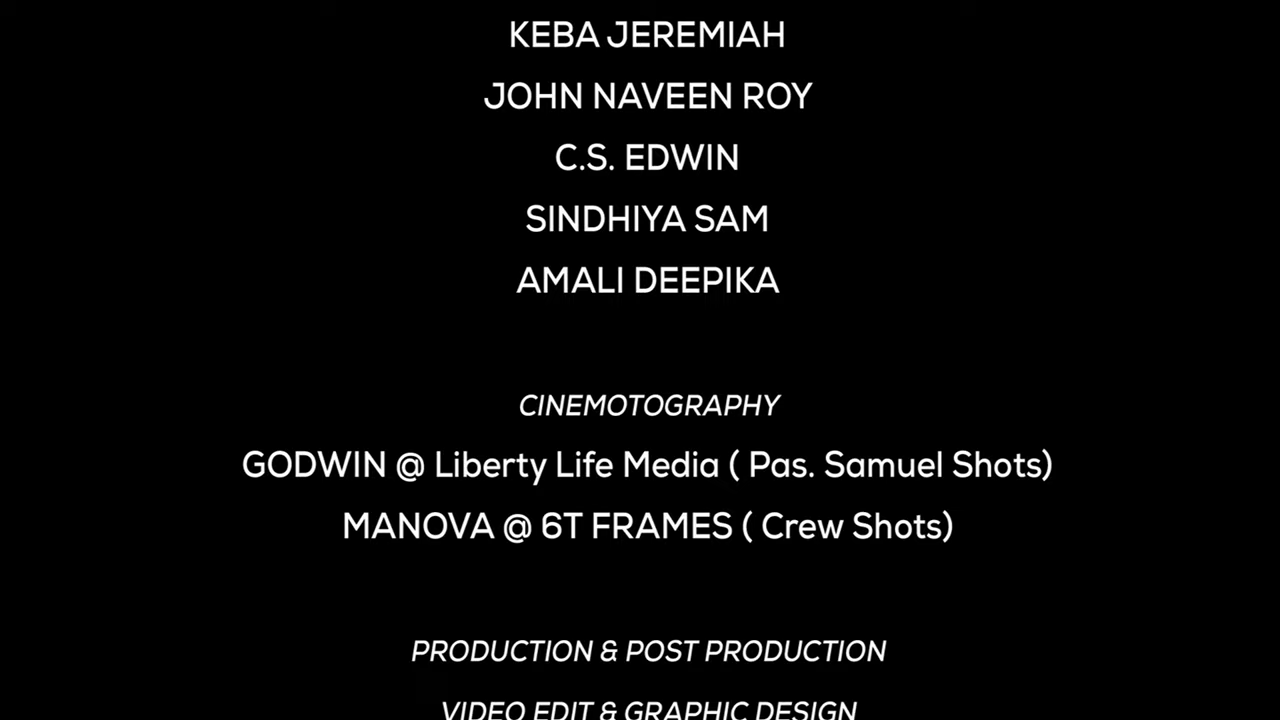 KEBA JEREMIAH
JOHN NAVEEN ROY
C.S. EDWIN
SINDHIYA SAM
AMALI DEEPIKA
CINEMOTOGRAPHY
GODWIN @ Liberty Life Media ( Pas. Samuel Shots)
MANOVA @ 6T FRAMES ( Crew Shots)
PRODUCTION & POST PRODUCTION
VIDEO EDIT & GRAPHIC DESIGN